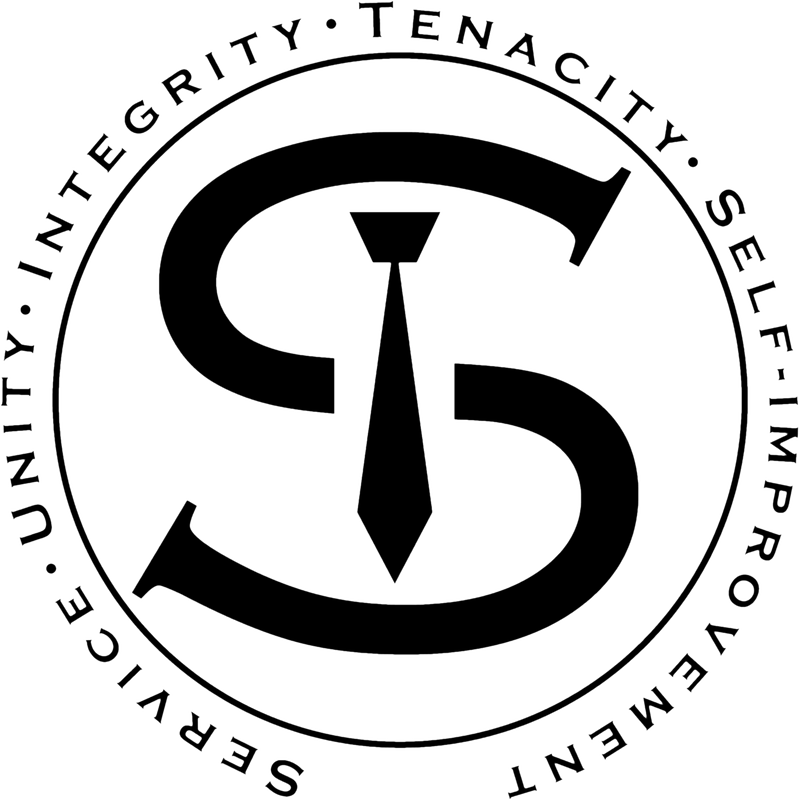 SERVICE · UNITY · INTEGRITY · TENACITY · SELF-IMPROVEMENT
S